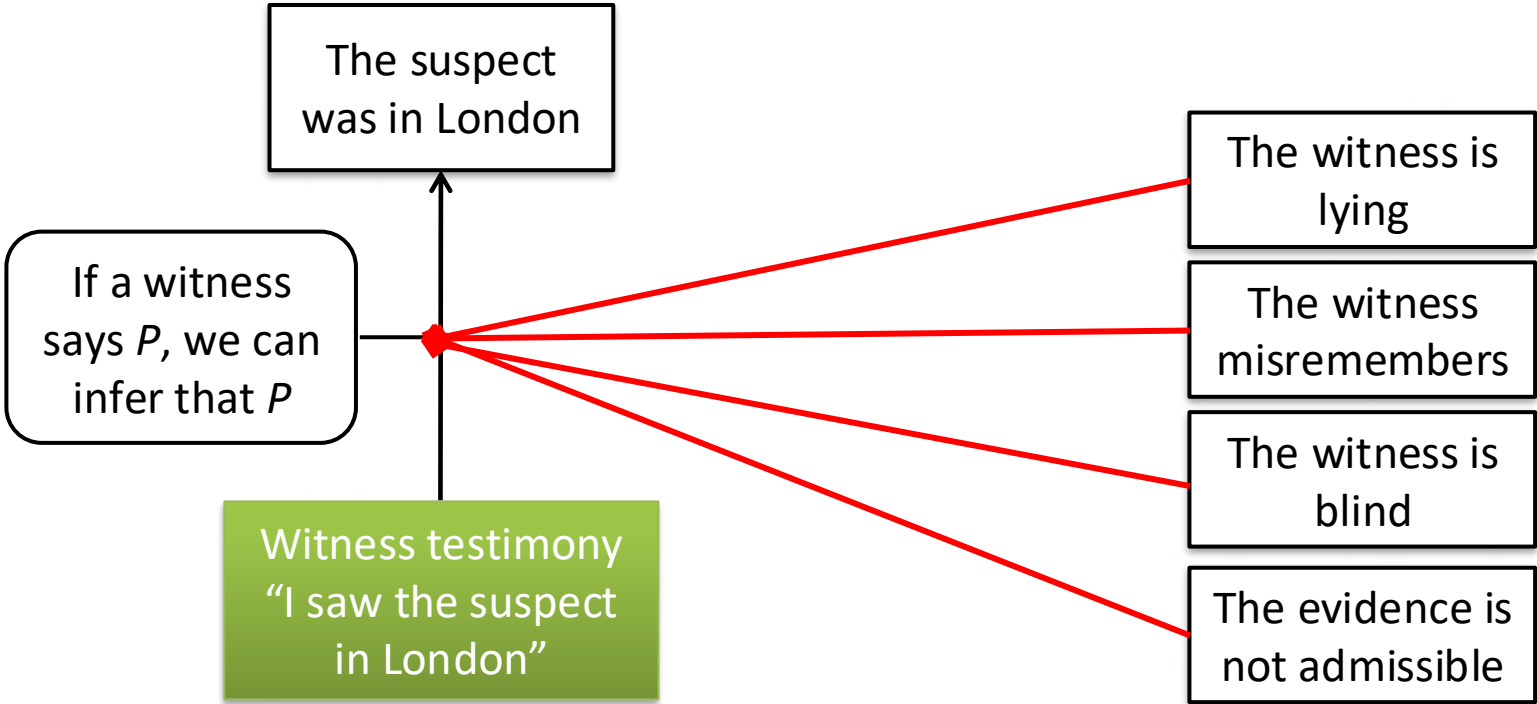 The suspect
was in London
If a witness
says P, we can
infer that P
Witness testimony
“I saw the suspect
in London”
The witness is
lying
The witness
misremembers
The witness is
blind
The evidence is
not admissible